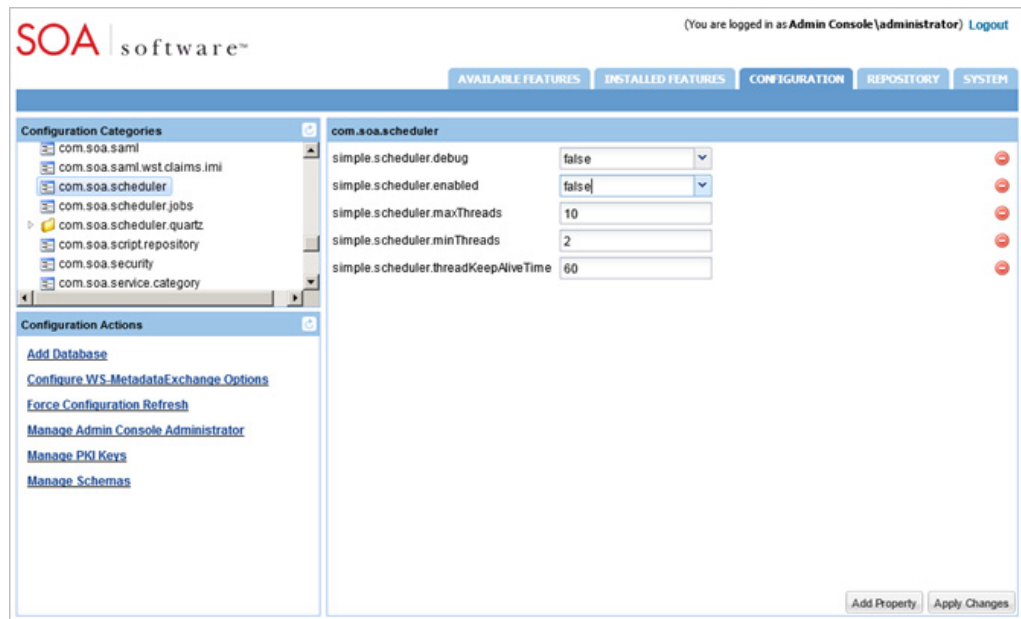 (You are logged in as Admin Console\administrator) Logout
SOA software™
AVAILABLE FEATURES INSTALLED FEATURES CONFIGURATION REPOSITORY SYSTEM
Configuration Categories
com.soa.saml
com.soa.saml.wst.claims.imi
com.soa.scheduler
com.soa.scheduler.jobs
com.soa.scheduler.quartz
com.soa.script.repository
com.soa.security
com.soa.service.category
Configuration Actions
Add Database
Configure WS-MetadataExchange Options
Force Configuration Refresh
Manage Admin Console Administrator
Manage PKI Keys
Manage Schemas
com.soa.scheduler
simple.scheduler.debug false
simple.scheduler.enabled false
simple.scheduler.maxThreads 10
simple.scheduler.minThreads 2
simple.scheduler.threadKeepAliveTime 60
Add Property Apply Changes